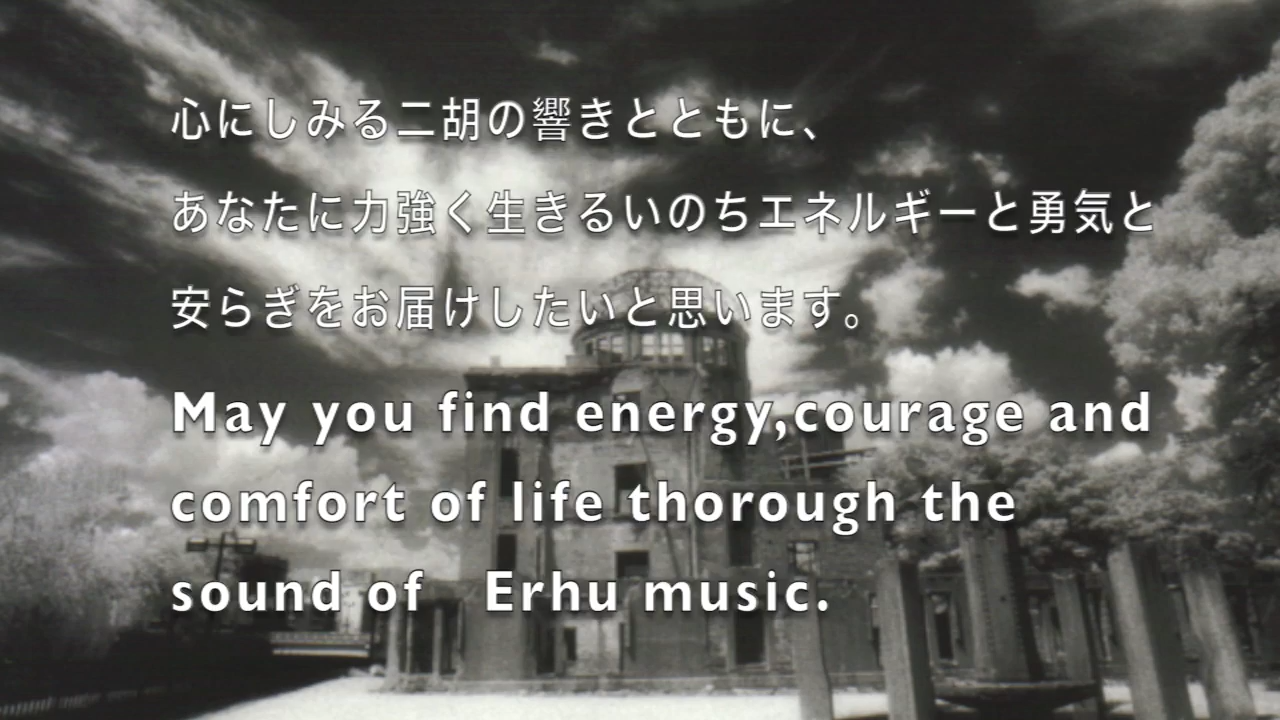 心にしみる二胡の響きとともに、
あなたに力強く生きるいのちエネルギーと勇気と
安らぎをお届けしたいと思います。
May you find energy,courage and
comfort of life thorough the
sound of　Erhu music.